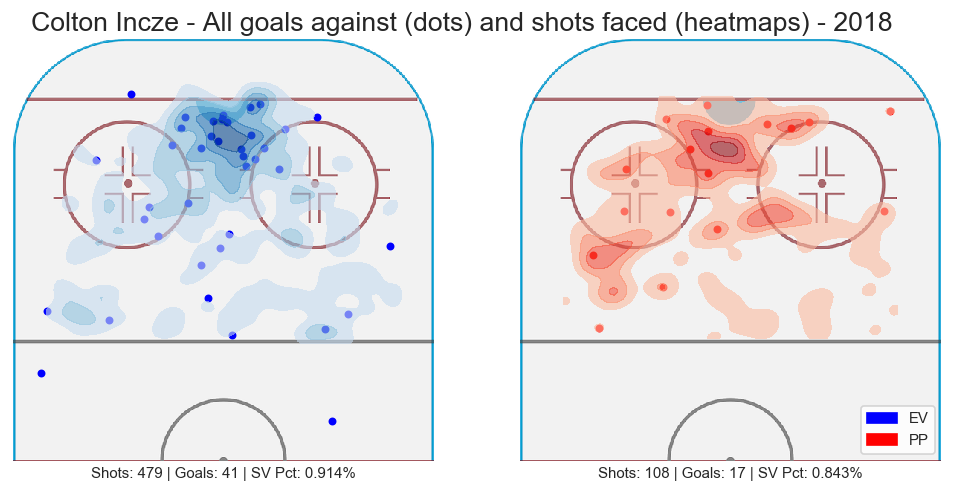 Colton Incze - All goals against (dots) and shots faced (heatmaps) - 2018
EV
PP
Shots: 479 | Goals: 41 | SV Pct: 0.914%
Shots: 108 | Goals: 17 | SV Pct: 0.843%